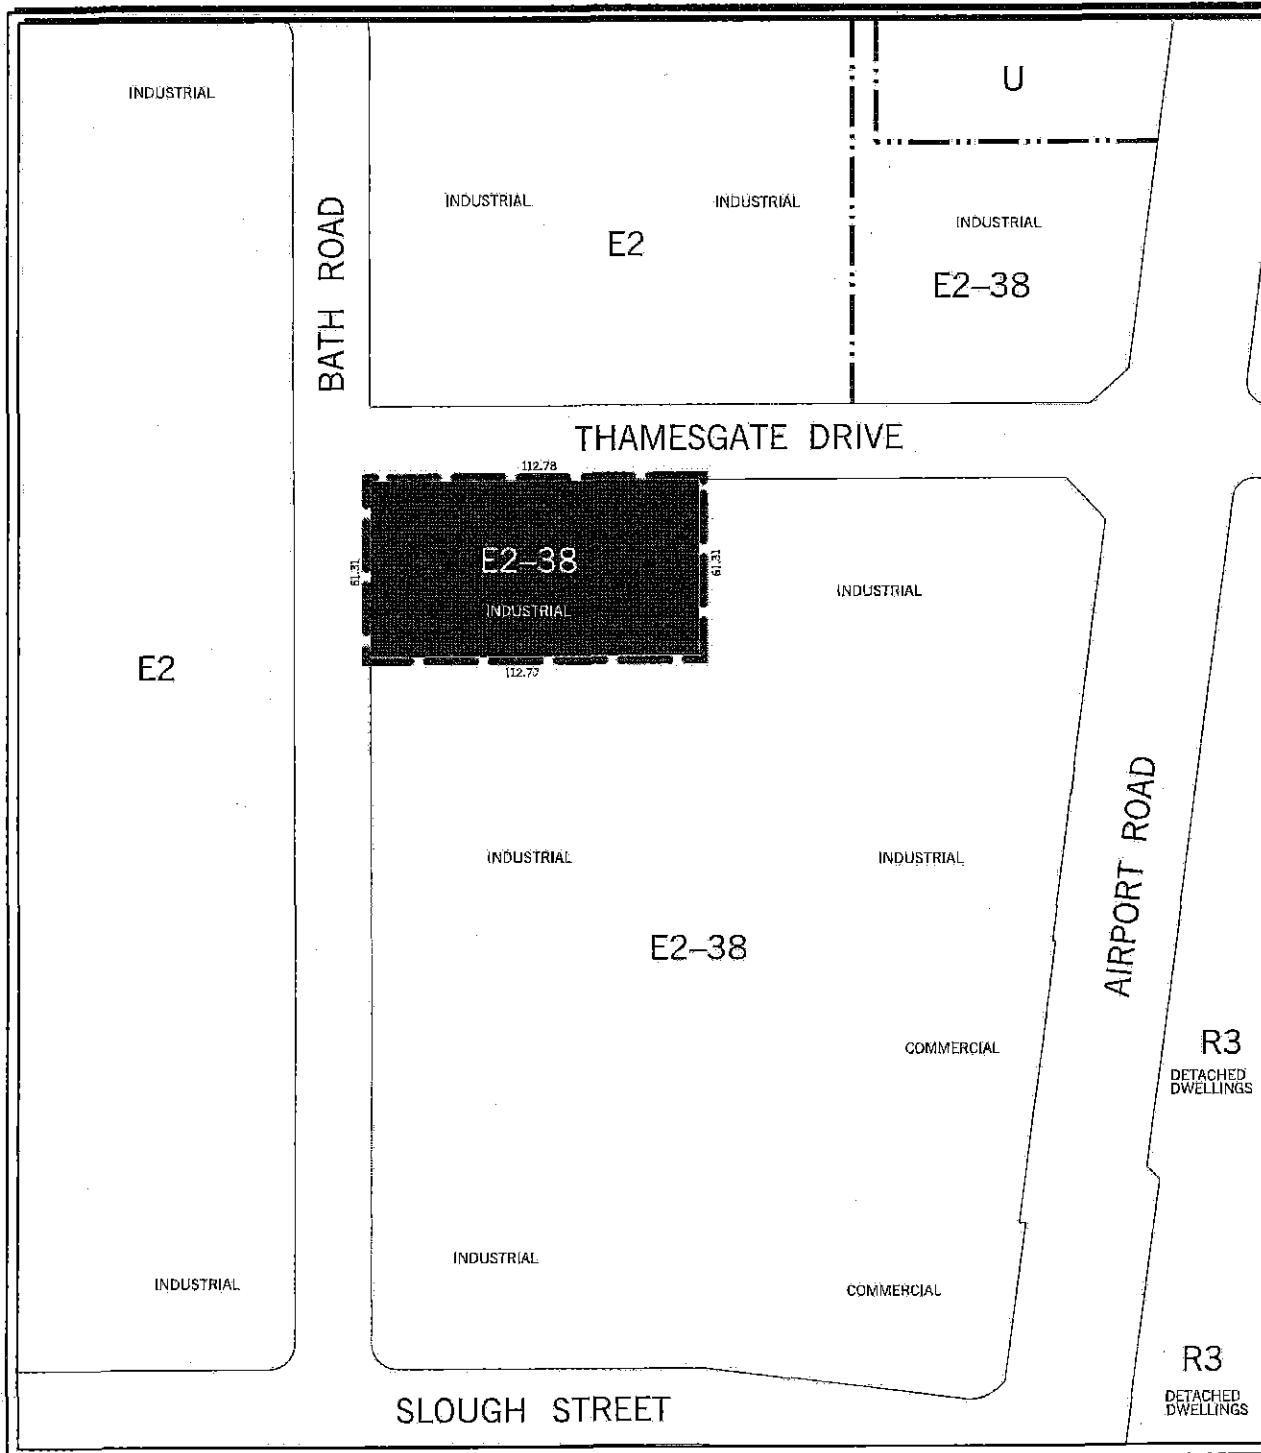 INDUSTRIAL
U
INDUSTRIAL
INDUSTRIAL
INDUSTRIAL
E2
E2-38
BATH ROAD
THAMESGATE DRIVE
112.78
E2-38
INDUSTRIAL
61.31
61.31
112.77
INDUSTRIAL
E2
INDUSTRIAL
INDUSTRIAL
E2-38
AIRPORT ROAD
COMMERCIAL
R3
DETACHED
DWELLINGS
INDUSTRIAL
INDUSTRIAL
COMMERCIAL
R3
DETACHED
DWELLINGS
SLOUGH STREET